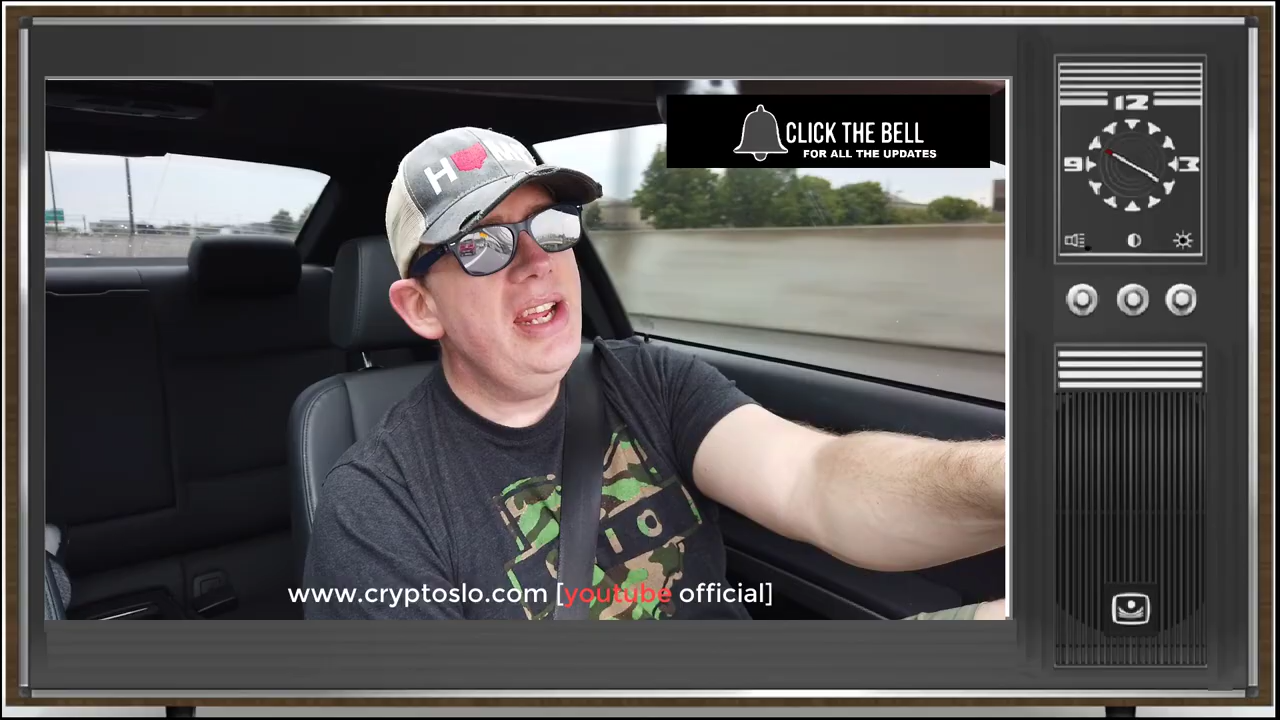 CLICK THE BELL
FOR ALL THE UPDATES
12
9
3
www.cryptoslo.com [youtube official]